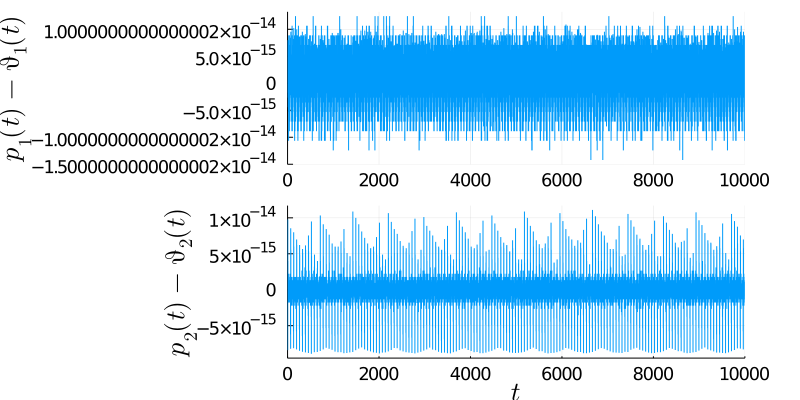 1.0000000000000002×10⁻¹⁴
5.0×10⁻¹⁵
0
−5.0×10⁻¹⁵
−1.0000000000000002×10⁻¹⁴
−1.5000000000000002×10⁻¹⁴
p₁(t) − ϑ₁(t)
0 2000 4000 6000 8000 10000
1×10⁻¹⁴
5×10⁻¹⁵
0
−5×10⁻¹⁵
p₂(t) − ϑ₂(t)
0 2000 4000 6000 8000 10000
t